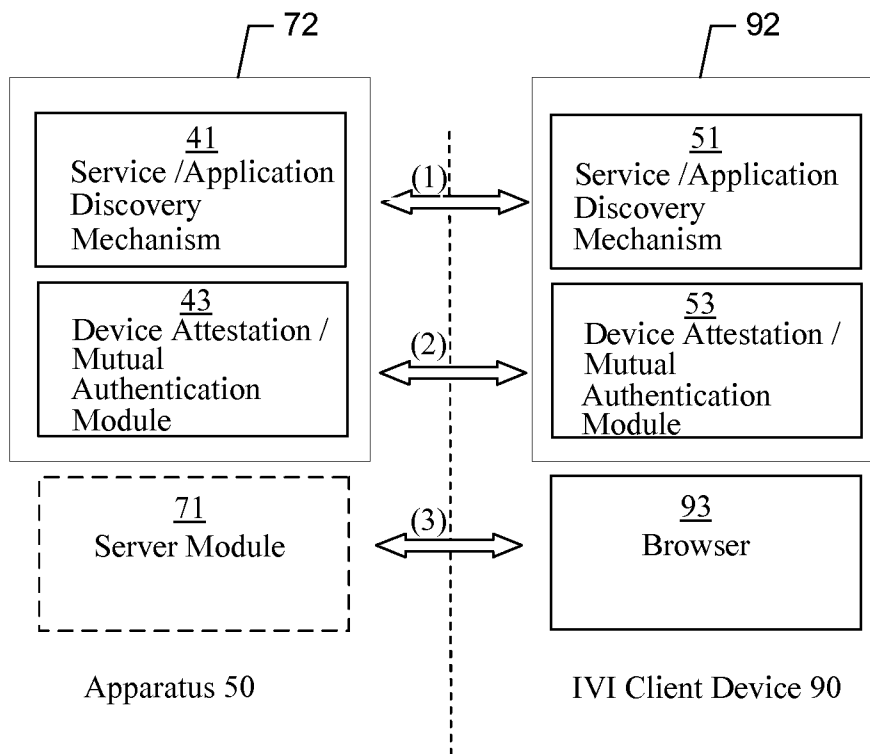 72
92
41
Service /Application
Discovery
Mechanism
(1)
51
Service /Application
Discovery
Mechanism
43
Device Attestation /
Mutual
Authentication
Module
(2)
53
Device Attestation /
Mutual
Authentication
Module
71
Server Module
(3)
93
Browser
Apparatus 50
IVI Client Device 90